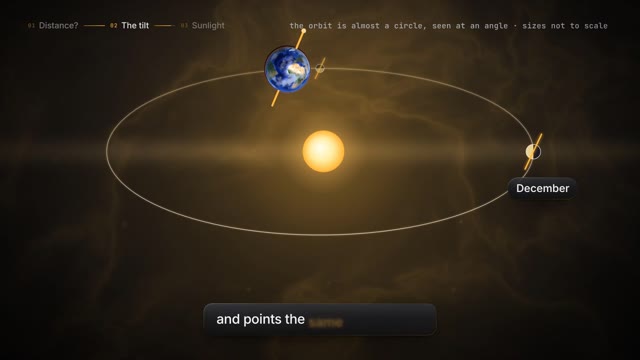 01 Distance? 02 The tilt 03 Sunlight
the orbit is almost a circle, seen at an angle · sizes not to scale
December
and points the same